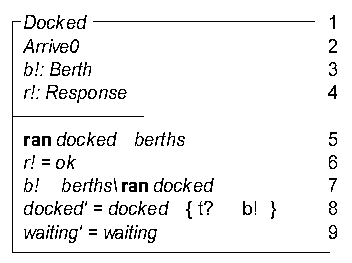 Docked 1
Arrive0 2
b!: Berth 3
r!: Response 4
ran docked berths 5
r! = ok 6
b! berths\ ran docked 7
docked' = docked { t? b! } 8
waiting' = waiting 9